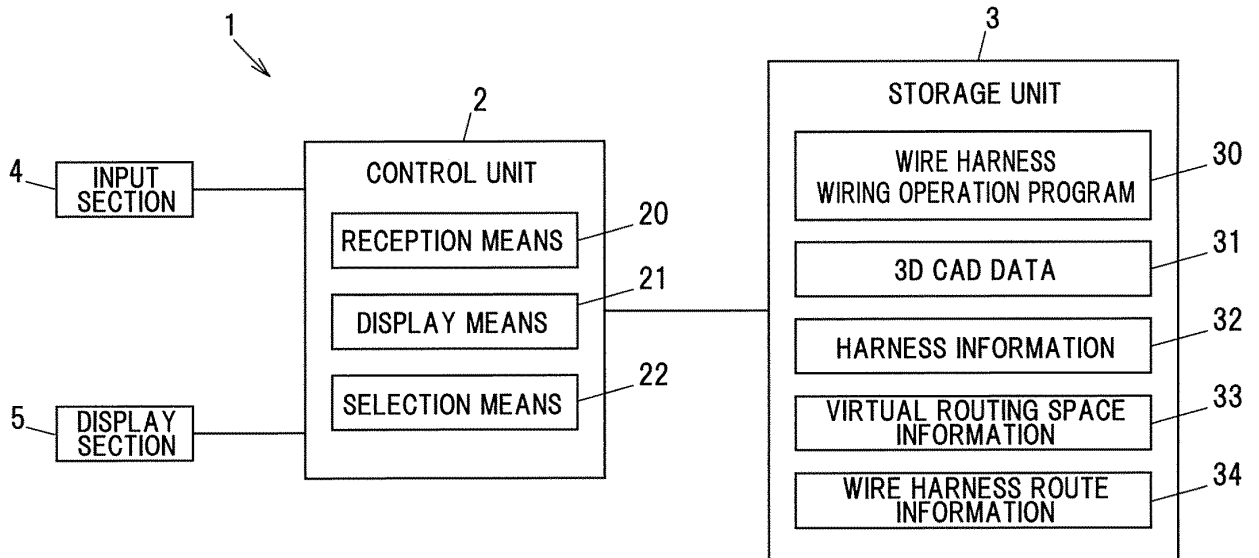 1
3
STORAGE UNIT
2
CONTROL UNIT
4
INPUT
SECTION
20
RECEPTION MEANS
21
DISPLAY MEANS
22
SELECTION MEANS
5
DISPLAY
SECTION
30
WIRE HARNESS
WIRING OPERATION PROGRAM
31
3D CAD DATA
32
HARNESS INFORMATION
33
VIRTUAL ROUTING SPACE
INFORMATION
34
WIRE HARNESS ROUTE
INFORMATION